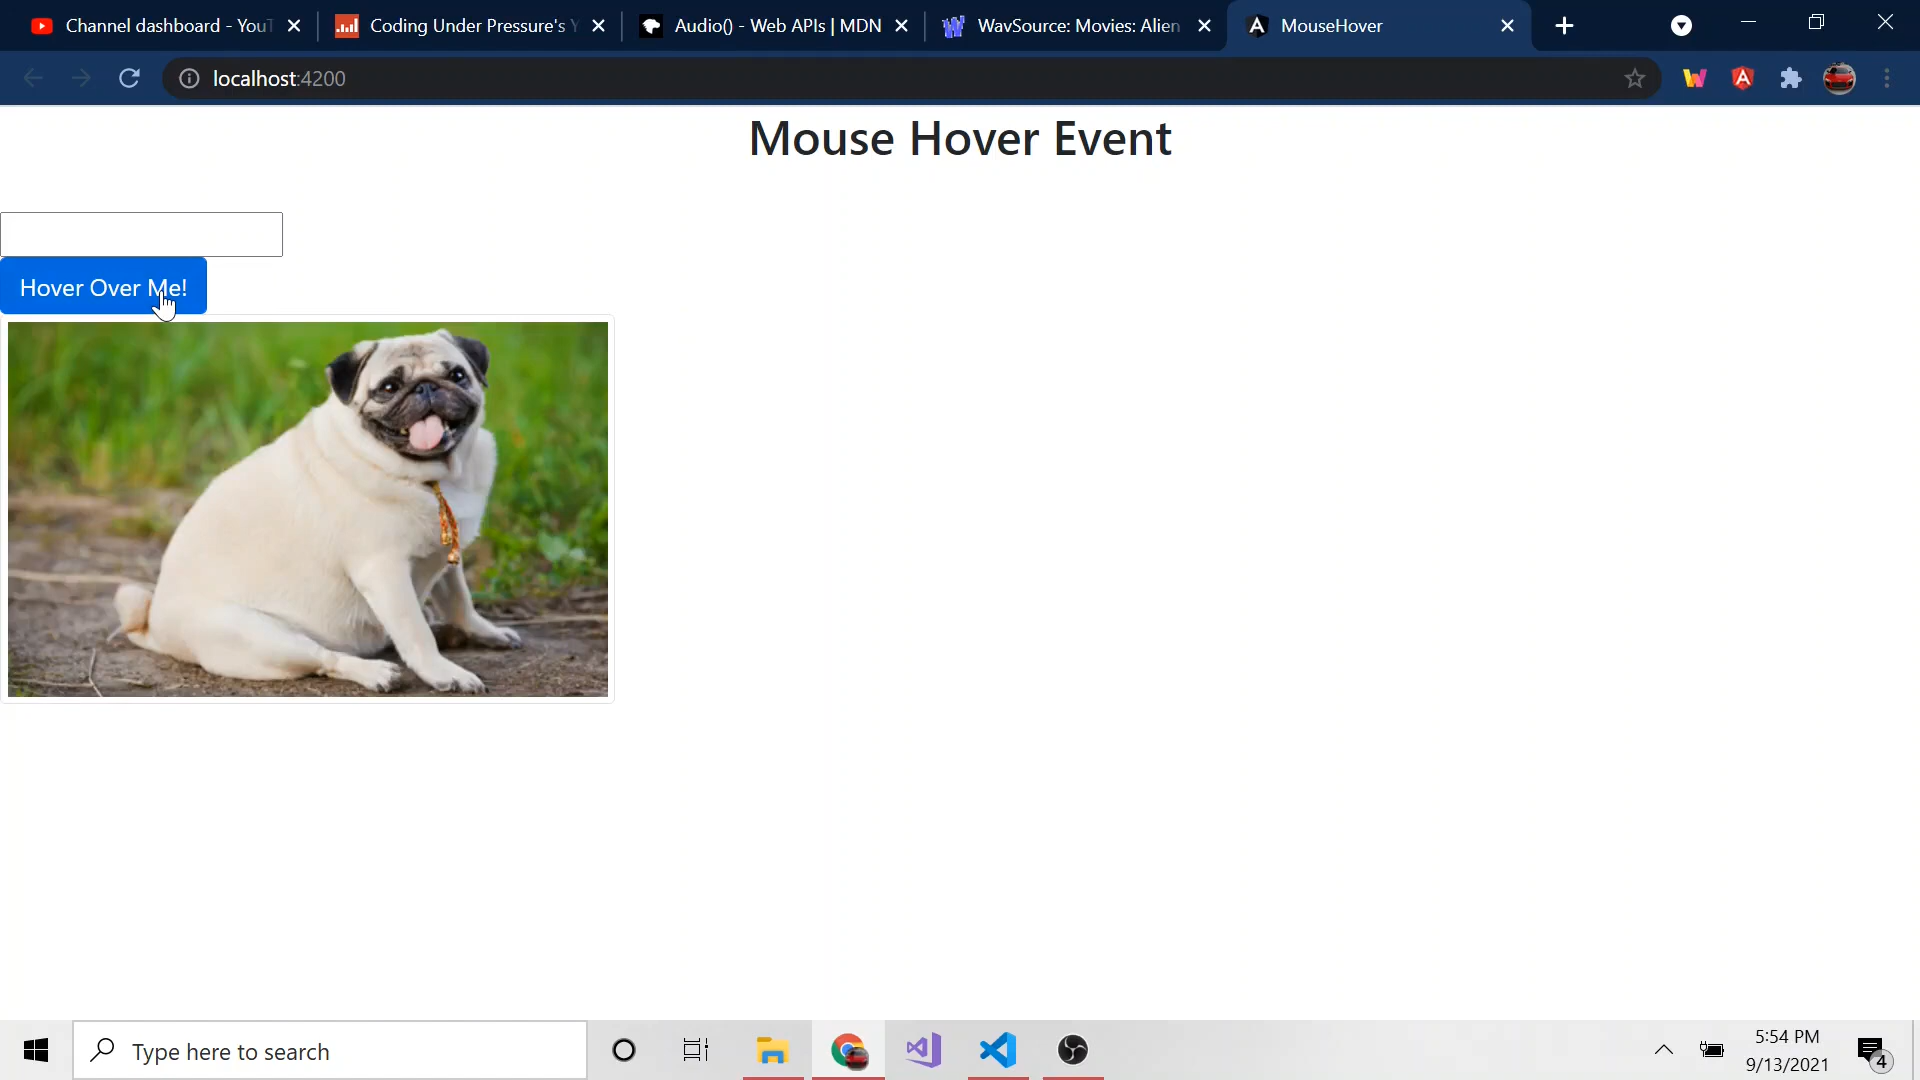 Channel dashboard - YouT
Coding Under Pressure's Y
Audio() - Web APIs | MDN
WavSource: Movies: Alien
MouseHover
localhost:4200
Mouse Hover Event
Hover Over Me!
Type here to search
5:54 PM
9/13/2021
4